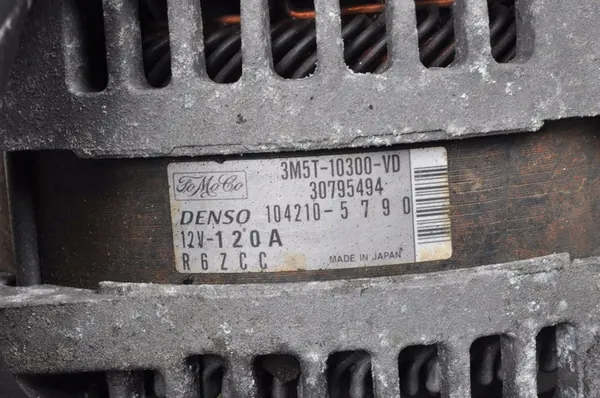 3M5T-10300-VD
FoMoCo 30795494
DENSO 104210-5790
12V-120A
R6ZCC MADE IN JAPAN